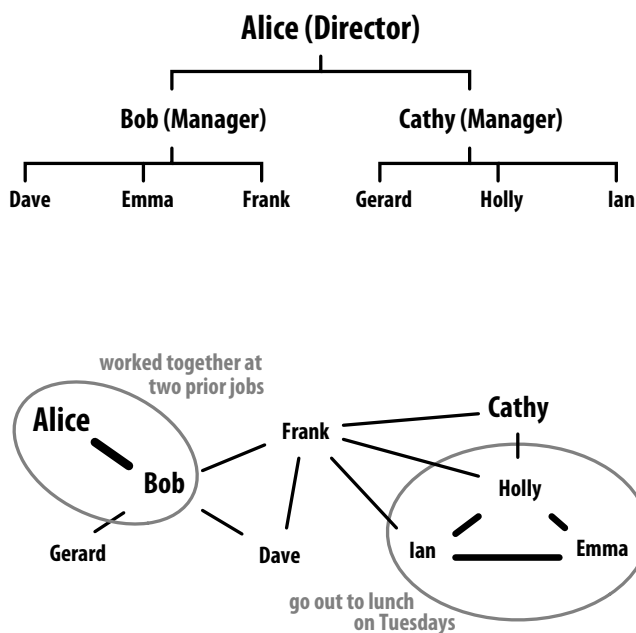 Alice (Director)
Bob (Manager) Cathy (Manager)
Dave Emma Frank Gerard Holly Ian
worked together at
two prior jobs
Alice
Bob
Gerard
Frank
Dave
Cathy
Holly
Ian
Emma
go out to lunch
on Tuesdays